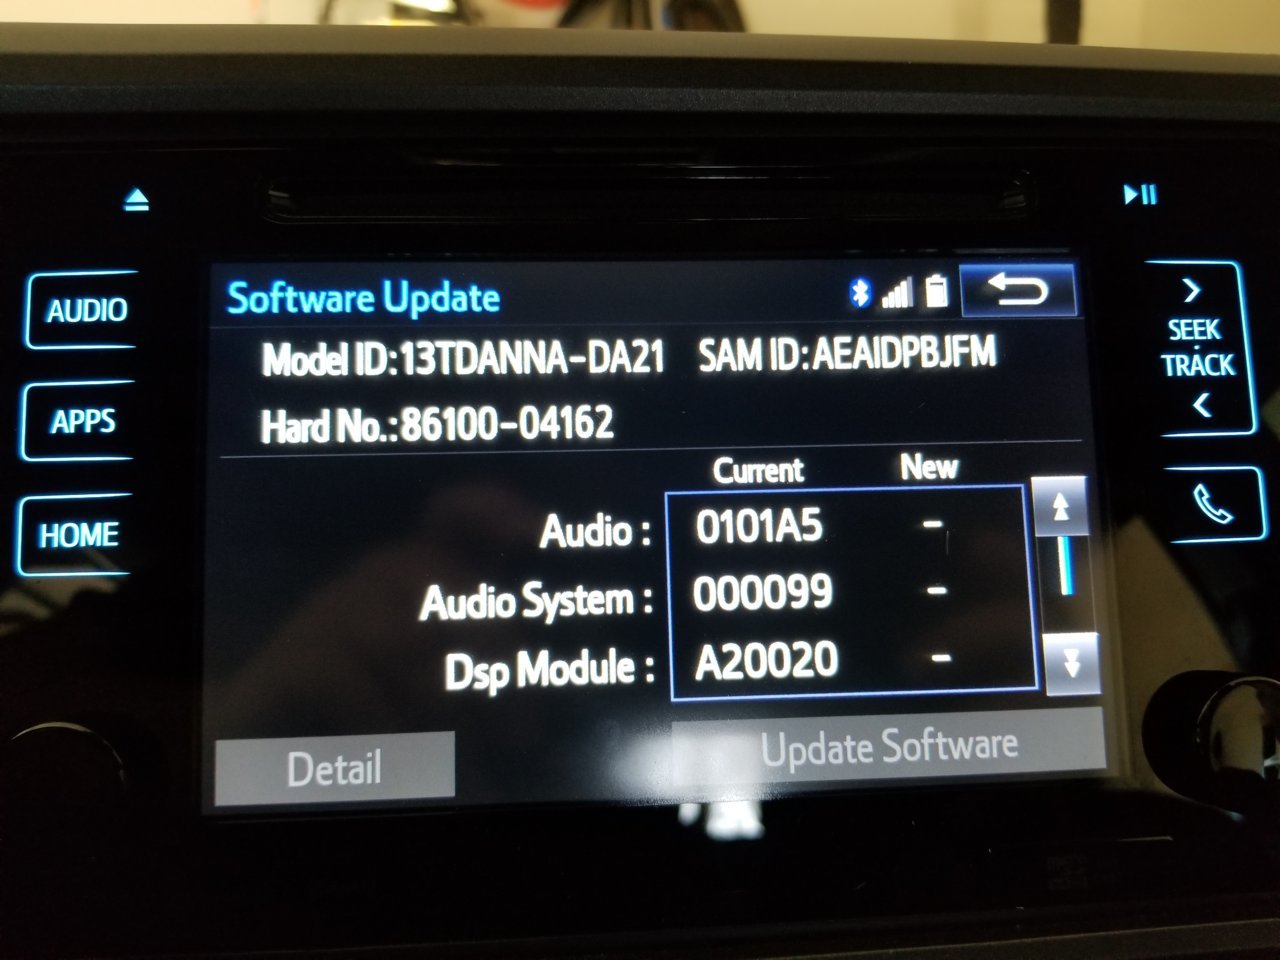 Software Update
Model ID:13TDANNA-DA21 SAM ID:AEAIDPBJFM
Hard No.:86100-04162
Current New
Audio : 0101A5 -
Audio System : 000099 -
Dsp Module : A20020 -
Detail Update Software
AUDIO
APPS
HOME
SEEK
TRACK